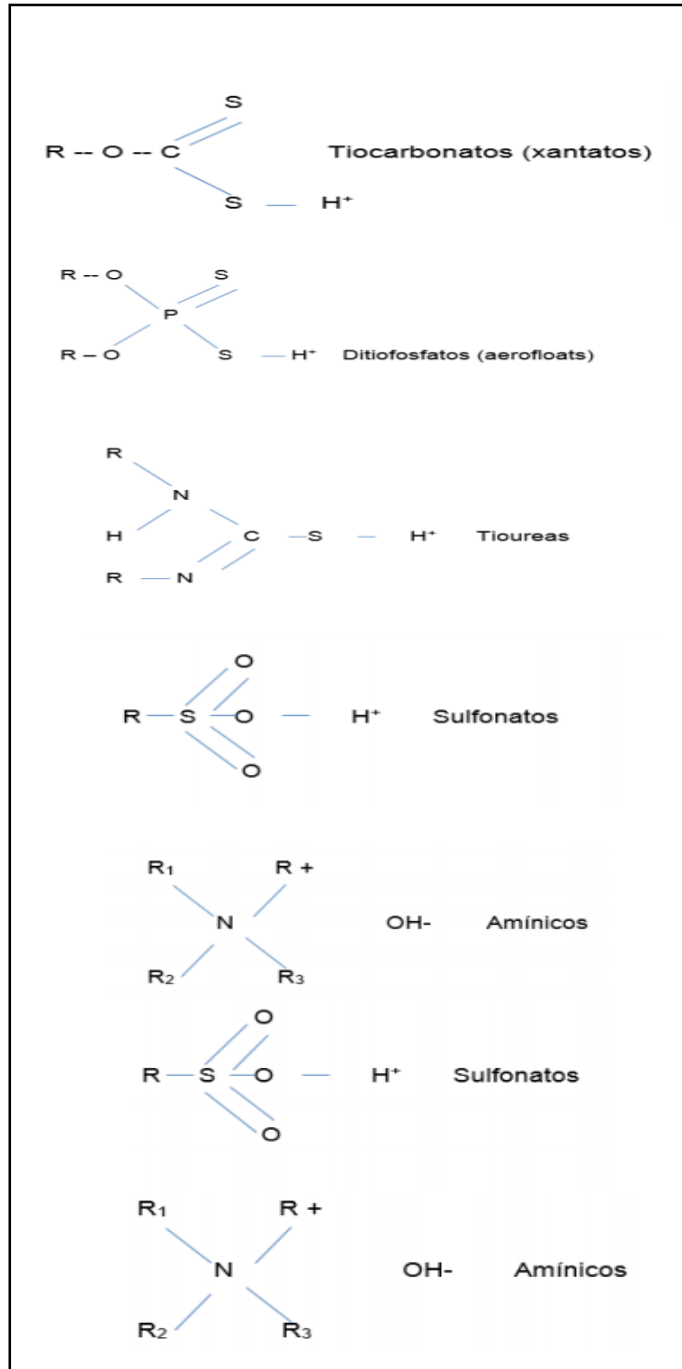 S
R -- O -- C Tiocarbonatos (xantatos)
S — H⁺
R -- O S
P
R – O S — H⁺ Ditiofosfatos (aerofloats)
R
N
H C — S — H⁺ Tioureas
R — N
O
R — S — O — H⁺ Sulfonatos
O
R₁ R +
N OH- Amínicos
R₂ R₃
O
R — S — O — H⁺ Sulfonatos
O
R₁ R +
N OH- Amínicos
R₂ R₃